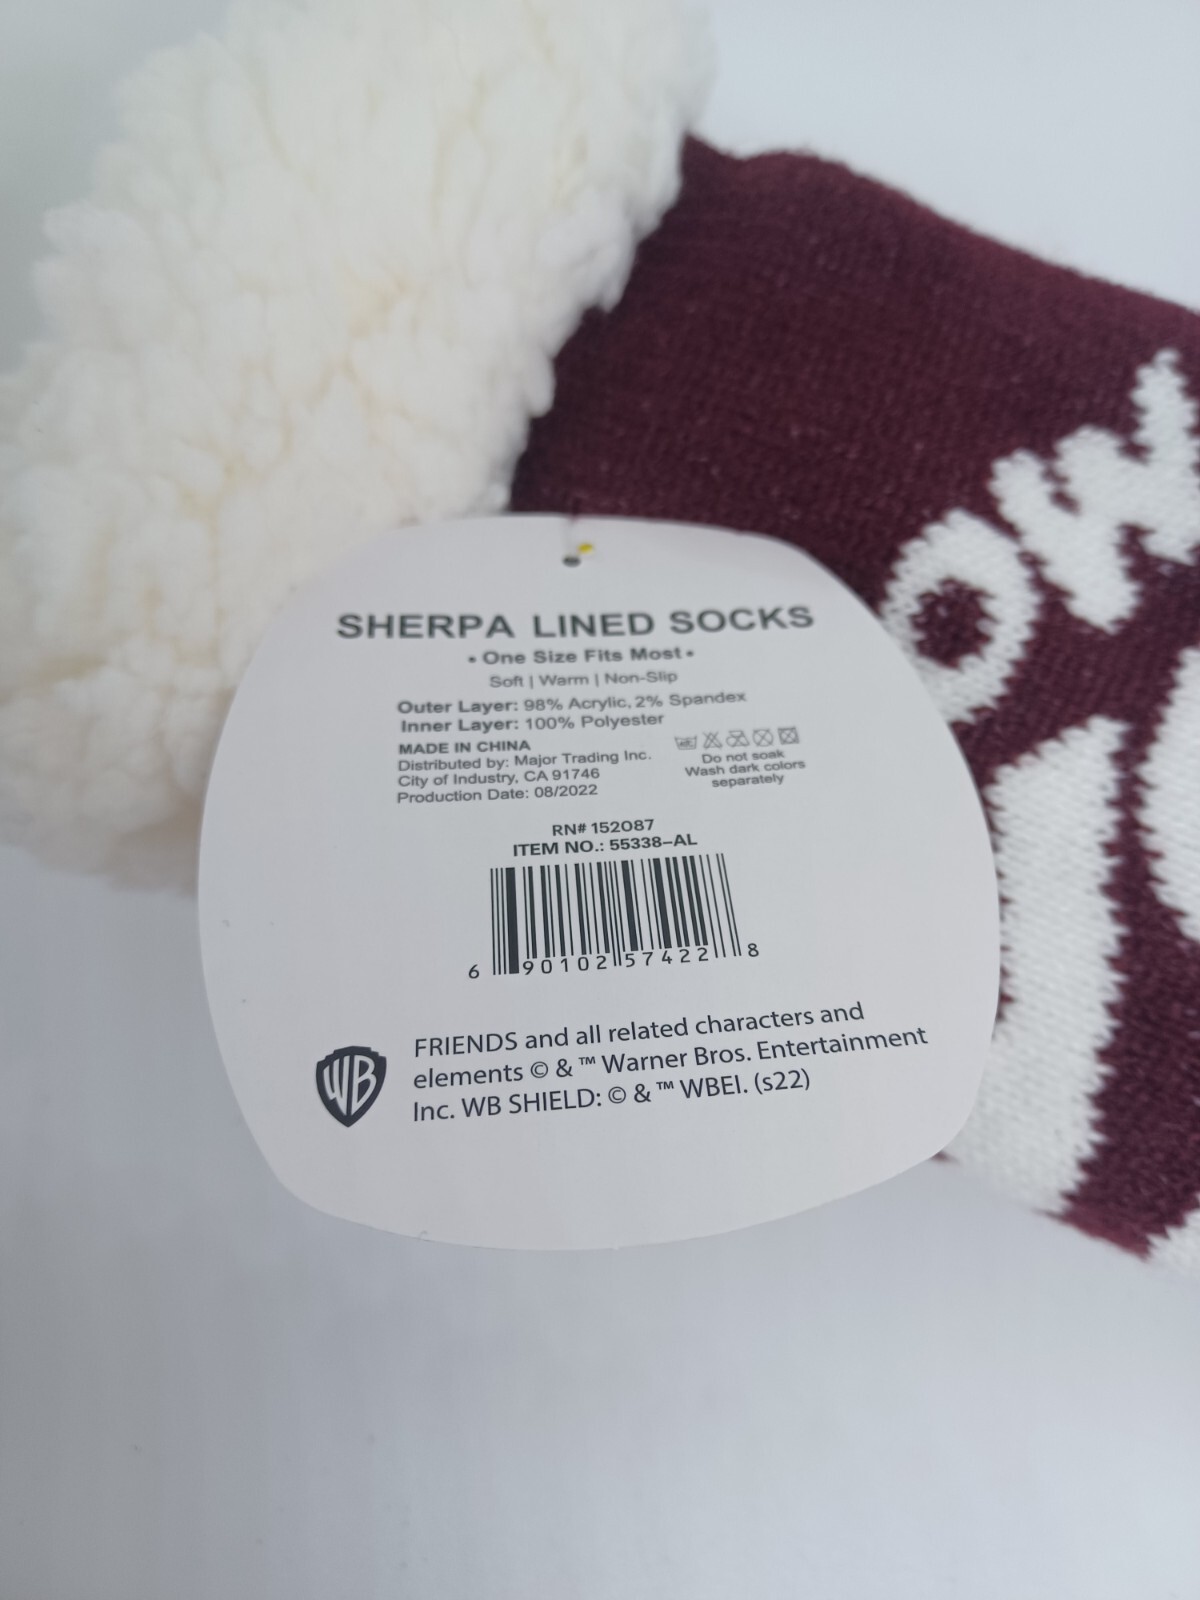 SHERPA LINED SOCKS
• One Size Fits Most •
Soft | Warm | Non-Slip
Outer Layer: 98% Acrylic, 2% Spandex
Inner Layer: 100% Polyester
MADE IN CHINA
Distributed by: Major Trading Inc.
City of Industry, CA 91746
Production Date: 08/2022
Do not soak
Wash dark colors
separately
RN# 152087
ITEM NO.: 55338-AL
6 90102 57422 8
WB
FRIENDS and all related characters and
elements © & ™ Warner Bros. Entertainment
Inc. WB SHIELD: © & ™ WBEI. (s22)